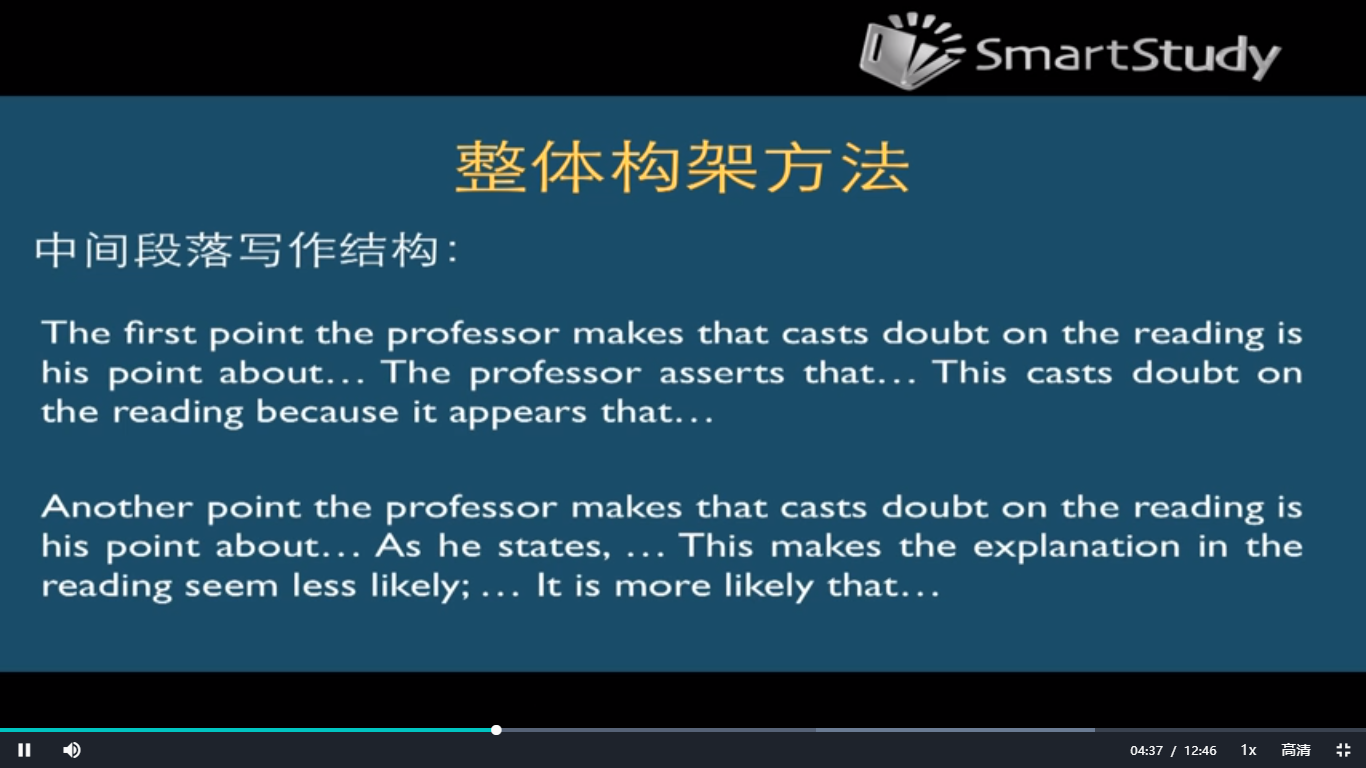 SmartStudy
整体构架方法
中间段落写作结构：
The first point the professor makes that casts doubt on the reading is
his point about… The professor asserts that… This casts doubt on
the reading because it appears that…
Another point the professor makes that casts doubt on the reading is
his point about… As he states, … This makes the explanation in the
reading seem less likely; … It is more likely that…
04:37 / 12:46 1x 高清